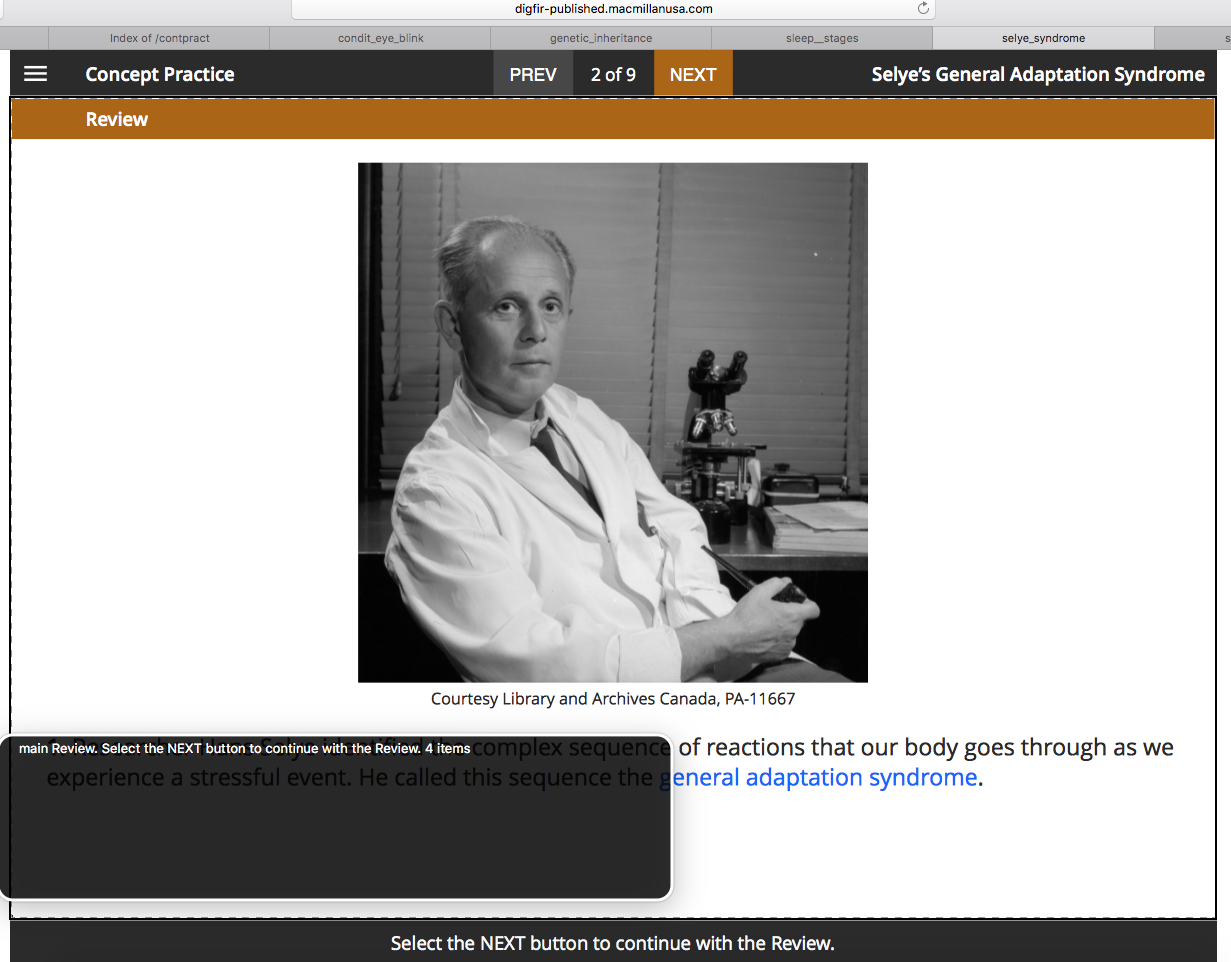 digfir-published.macmillanusa.com
Index of /contpract condit_eye_blink genetic_inheritance sleep__stages selye_syndrome s
Concept Practice PREV 2 of 9 NEXT Selye’s General Adaptation Syndrome
Review
Courtesy Library and Archives Canada, PA-11667
main Review. Select the NEXT button to continue with the Review. 4 items
complex sequence of reactions that our body goes through as we
experience a stressful event. He called this sequence the general adaptation syndrome.
Select the NEXT button to continue with the Review.